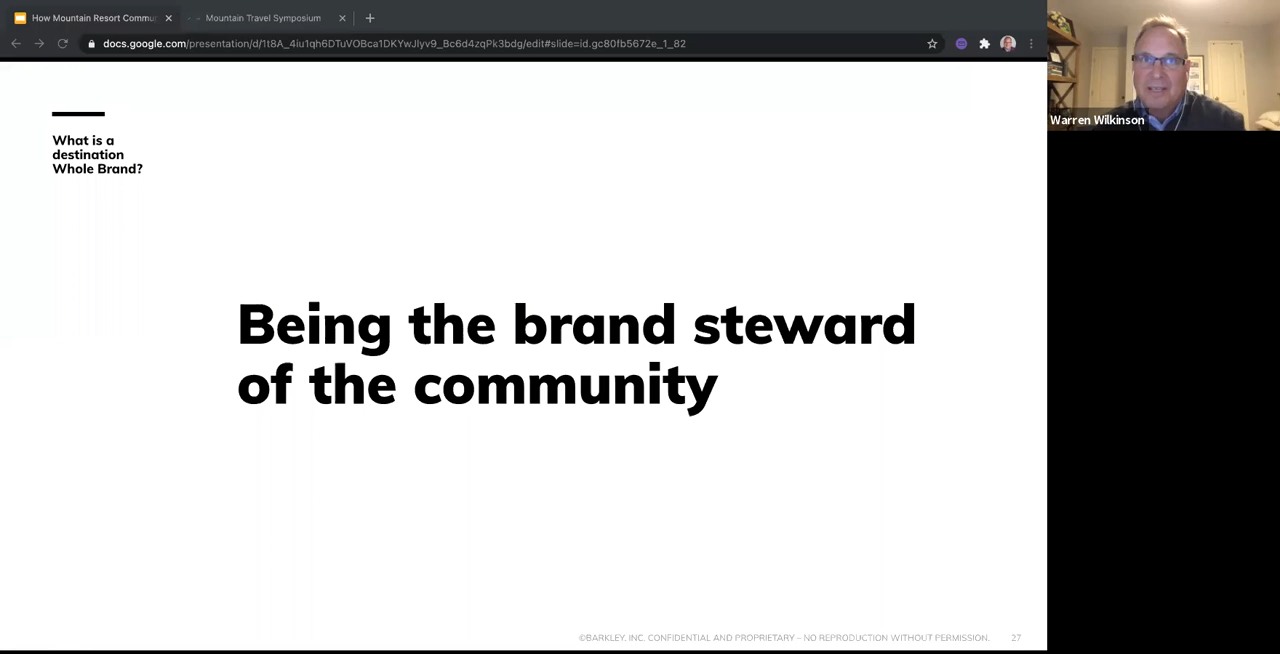 How Mountain Resort Commun
Mountain Travel Symposium
docs.google.com/presentation/d/1t8A_4iu1qh6DTuVOBca1DKYwJlyv9_Bc6d4zqPk3bdg/edit#slide=id.gc80fb5672e_1_82
Warren Wilkinson
What is a
destination
Whole Brand?
Being the brand steward
of the community
©BARKLEY, INC. CONFIDENTIAL AND PROPRIETARY – NO REPRODUCTION WITHOUT PERMISSION.
27